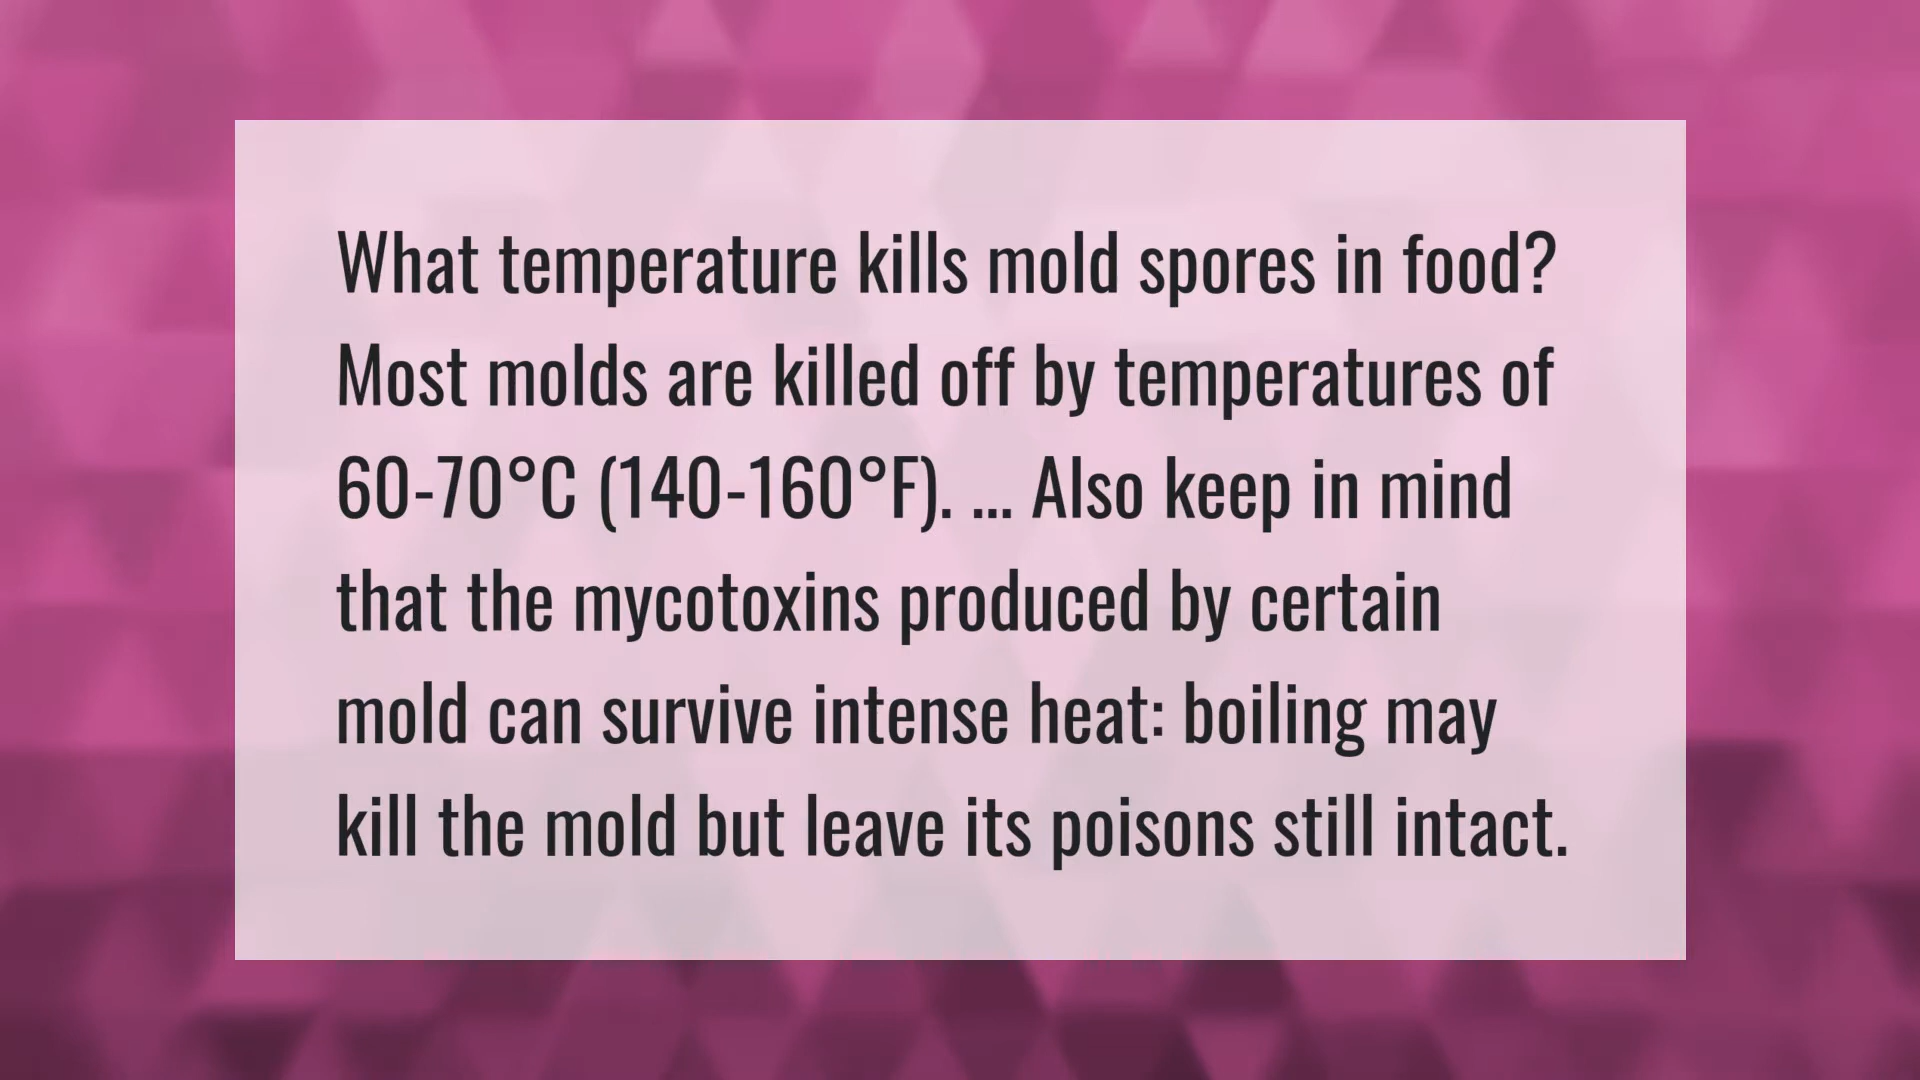 What temperature kills mold spores in food?
Most molds are killed off by temperatures of
60-70°C (140-160°F). ... Also keep in mind
that the mycotoxins produced by certain
mold can survive intense heat: boiling may
kill the mold but leave its poisons still intact.